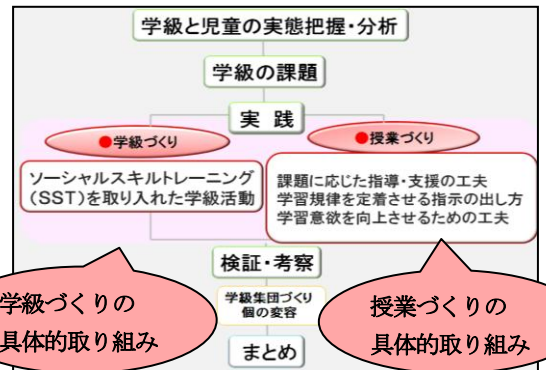 学級と児童の実態把握・分析
学級の課題
実 践
●学級づくり
●授業づくり
ソーシャルスキルトレーニング
(SST)を取り入れた学級活動
課題に応じた指導・支援の工夫
学習規律を定着させる指示の出し方
学習意欲を向上させるための工夫
検証・考察
学級集団づくり
個の変容
まとめ
学級づくりの
具体的取り組み
授業づくりの
具体的取り組み